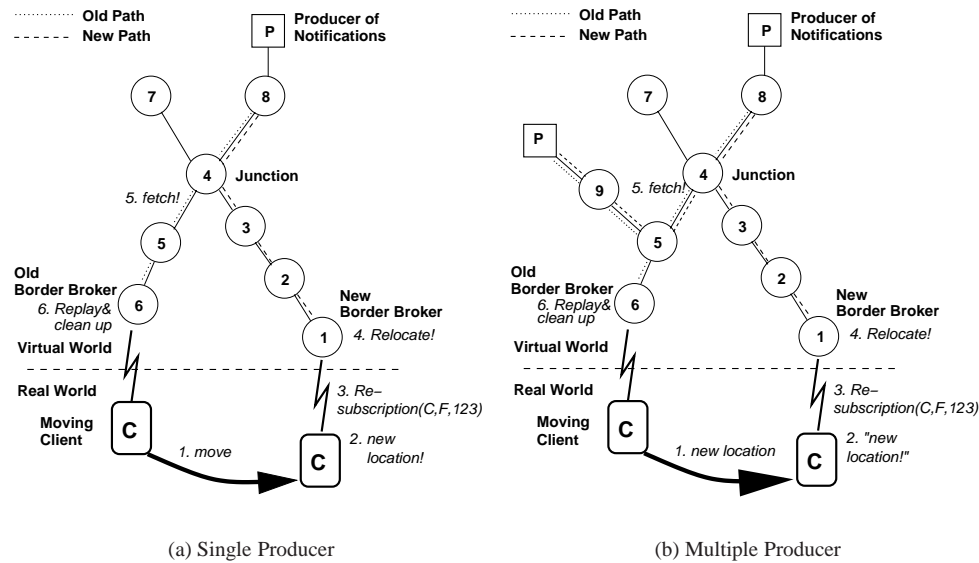 Old Path
New Path
P
Producer of
Notifications
7
8
4
Junction
5. fetch!
3
5
2
Old
Border Broker
6. Replay&
clean up
6
New
Border Broker
1
4. Relocate!
Virtual World
Real World
3. Re–
subscription(C,F,123)
Moving
Client
C
2. new
location!
1. move
C
(a) Single Producer
Old Path
New Path
P
Producer of
Notifications
7
8
P
4
Junction
9
5. fetch!
3
5
2
Old
Border Broker
6. Replay&
clean up
6
New
Border Broker
1
4. Relocate!
Virtual World
Real World
3. Re–
subscription(C,F,123)
Moving
Client
C
2. "new
location!"
1. new location
C
(b) Multiple Producer